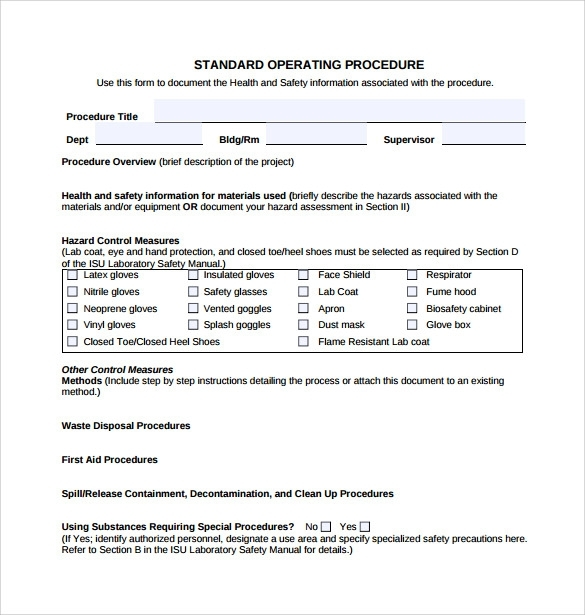 STANDARD OPERATING PROCEDURE
Use this form to document the Health and Safety information associated with the procedure.
Procedure Title
Dept Bldg/Rm Supervisor
Procedure Overview (brief description of the project)
Health and safety information for materials used (briefly describe the hazards associated with the
materials and/or equipment OR document your hazard assessment in Section II)
Hazard Control Measures
(Lab coat, eye and hand protection, and closed toe/heel shoes must be selected as required by Section D
of the ISU Laboratory Safety Manual.)
Latex gloves Insulated gloves Face Shield Respirator
Nitrile gloves Safety glasses Lab Coat Fume hood
Neoprene gloves Vented goggles Apron Biosafety cabinet
Vinyl gloves Splash goggles Dust mask Glove box
Closed Toe/Closed Heel Shoes Flame Resistant Lab coat
Other Control Measures
Methods (Include step by step instructions detailing the process or attach this document to an existing
method.)
Waste Disposal Procedures
First Aid Procedures
Spill/Release Containment, Decontamination, and Clean Up Procedures
Using Substances Requiring Special Procedures? No Yes
(If Yes; identify authorized personnel, designate a use area and specify specialized safety precautions here.
Refer to Section B in the ISU Laboratory Safety Manual for details.)